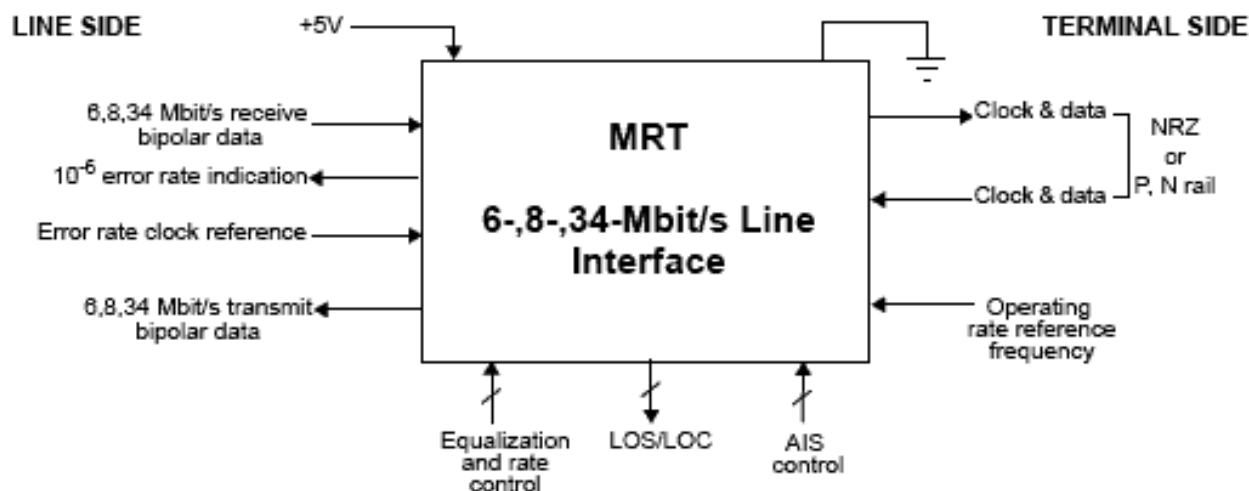 LINE SIDE
+5V
TERMINAL SIDE
6,8,34 Mbit/s receive
bipolar data
10⁻⁶ error rate indication
Error rate clock reference
6,8,34 Mbit/s transmit
bipolar data
MRT
6-,8-,34-Mbit/s Line
Interface
Clock & data
NRZ
or
P, N rail
Clock & data
Operating
rate reference
frequency
Equalization
and rate
control
LOS/LOC
AIS
control